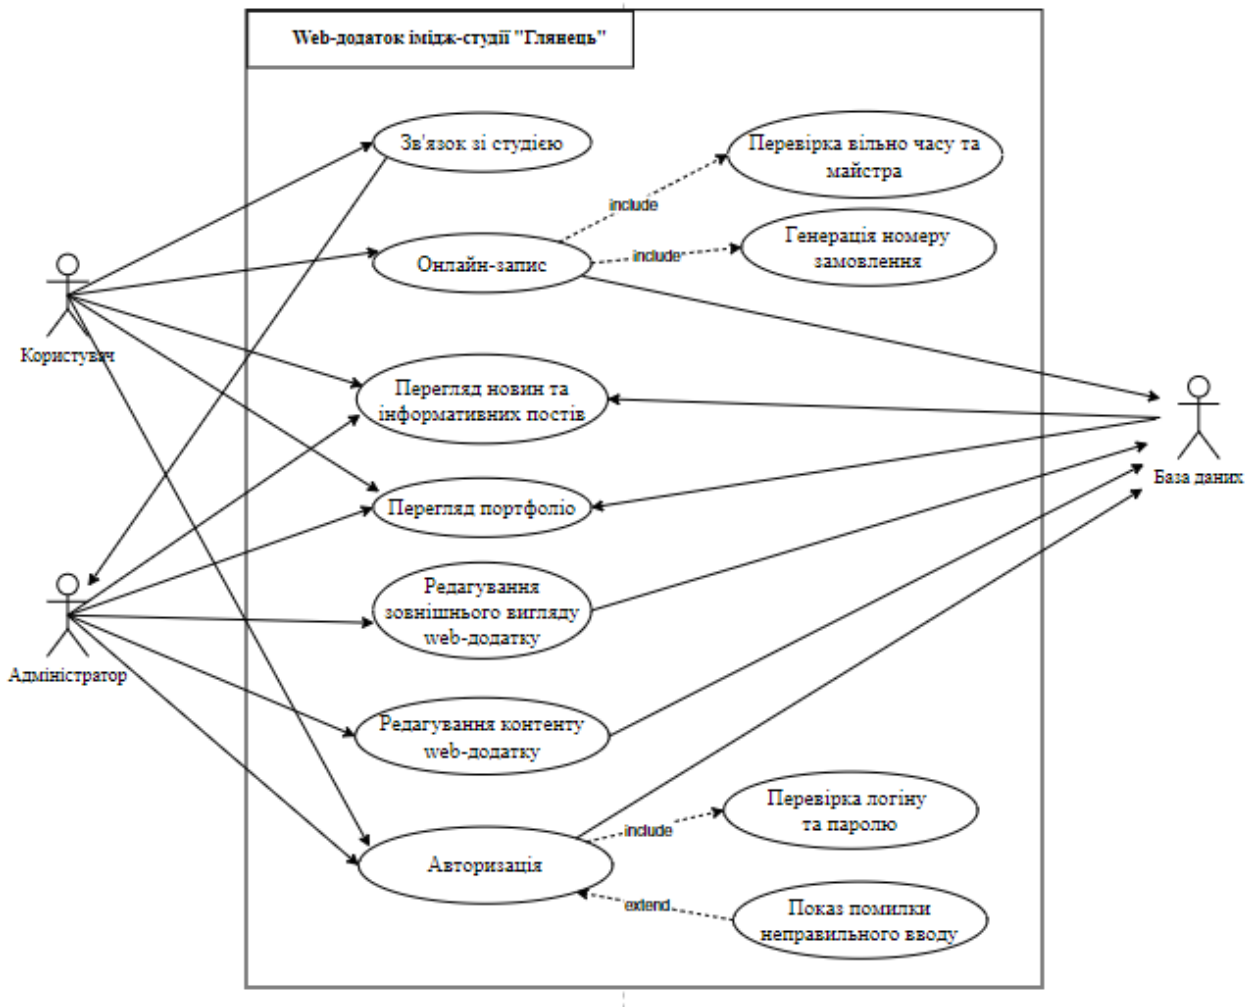 Web-додаток імідж-студії "Глянець"
Зв'язок зі студією
Перевірка вільно часу та
майстра
include
Генерація номеру
замовлення
include
Онлайн-запис
Користувач
Перегляд новин та
інформативних постів
База даних
Перегляд портфоліо
Редагування
зовнішнього вигляду
web-додатку
Адміністратор
Редагування контенту
web-додатку
Перевірка логіну
та паролю
include
Авторизація
extend
Показ помилки
неправильного вводу